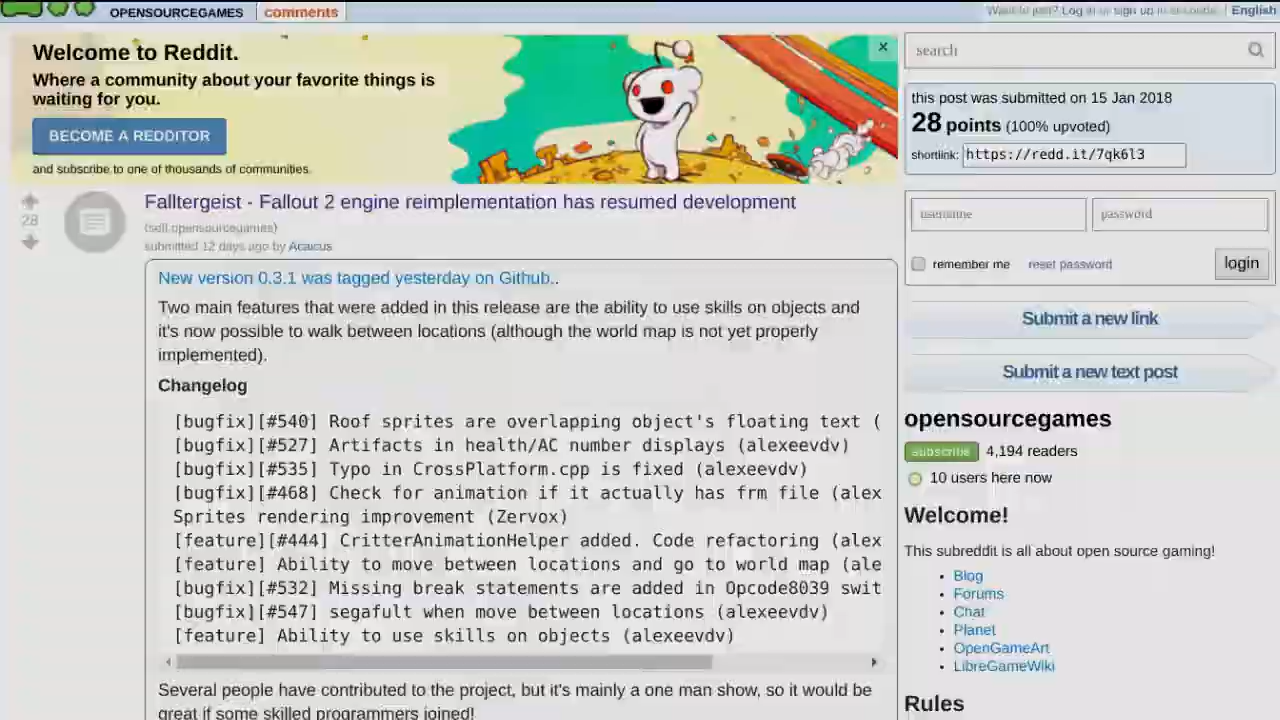 OPENSOURCEGAMES comments
Want to join? Log in or sign up in seconds. | English
Welcome to Reddit.
Where a community about your favorite things is
waiting for you.
BECOME A REDDITOR
and subscribe to one of thousands of communities.
×
28
Falltergeist - Fallout 2 engine reimplementation has resumed development
(self.opensourcegames)
submitted 12 days ago by Acaicus
New version 0.3.1 was tagged yesterday on Github..
Two main features that were added in this release are the ability to use skills on objects and
it's now possible to walk between locations (although the world map is not yet properly
implemented).
Changelog
[bugfix][#540] Roof sprites are overlapping object's floating text (
[bugfix][#527] Artifacts in health/AC number displays (alexeevdv)
[bugfix][#535] Typo in CrossPlatform.cpp is fixed (alexeevdv)
[bugfix][#468] Check for animation if it actually has frm file (alex
Sprites rendering improvement (Zervox)
[feature][#444] CritterAnimationHelper added. Code refactoring (alex
[feature] Ability to move between locations and go to world map (ale
[bugfix][#532] Missing break statements are added in Opcode8039 swit
[bugfix][#547] segafult when move between locations (alexeevdv)
[feature] Ability to use skills on objects (alexeevdv)
Several people have contributed to the project, but it's mainly a one man show, so it would be
great if some skilled programmers joined!
search
this post was submitted on 15 Jan 2018
28 points (100% upvoted)
shortlink: https://redd.it/7qk6l3
username password
remember me reset password login
Submit a new link
Submit a new text post
opensourcegames
subscribe 4,194 readers
10 users here now
Welcome!
This subreddit is all about open source gaming!
• Blog
• Forums
• Chat
• Planet
• OpenGameArt
• LibreGameWiki
Rules